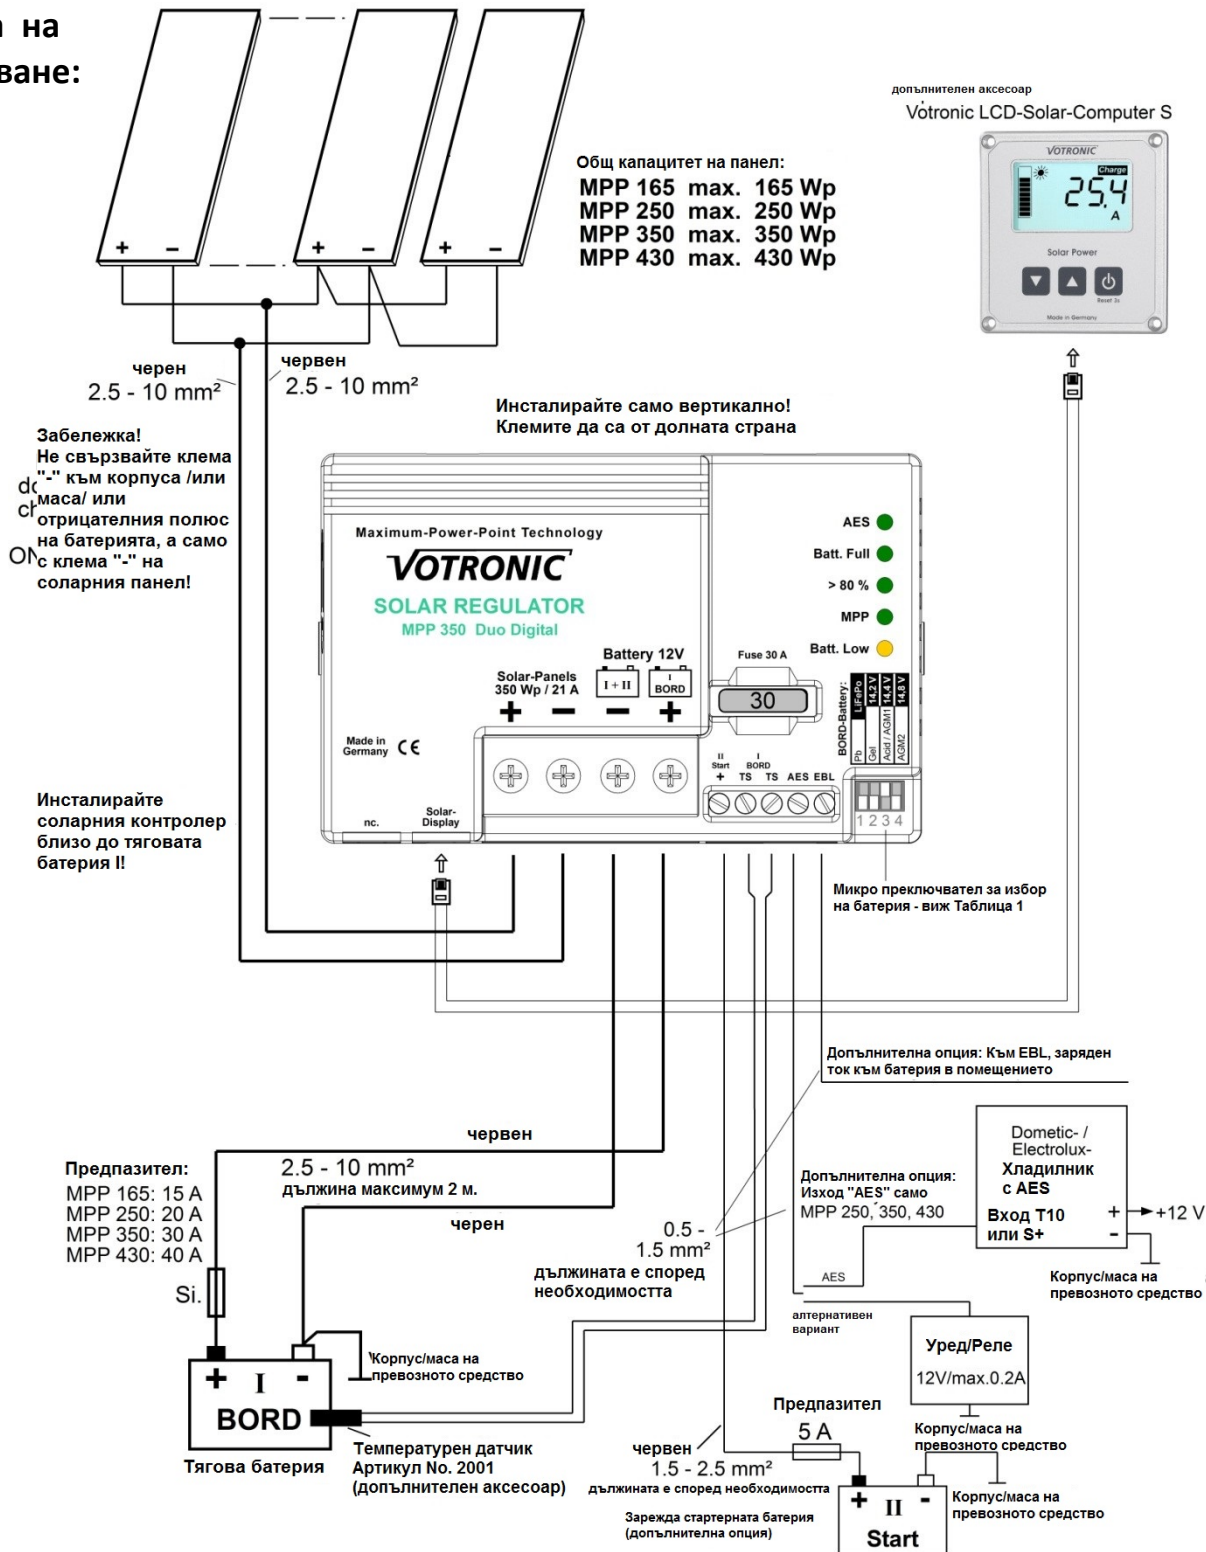 на
ване:
допълнителен аксесоар
Votronic LCD-Solar-Computer S
VOTRONIC
Charge
25.4
A
Solar Power
Reset 3s
Made in Germany
+ − + − + −
Общ капацитет на панел:
MPP 165 max. 165 Wp
MPP 250 max. 250 Wp
MPP 350 max. 350 Wp
MPP 430 max. 430 Wp
черен
2.5 - 10 mm²
червен
2.5 - 10 mm²
Инсталирайте само вертикално!
Клемите да са от долната страна
Забележка!
Не свързвайте клема
"-" към корпуса /или
маса/ или
отрицателния полюс
на батерията, а само
с клема "-" на
соларния панел!
Maximum-Power-Point Technology
VOTRONIC
SOLAR REGULATOR
MPP 350 Duo Digital
AES
Batt. Full
> 80 %
MPP
Batt. Low
Battery 12V
Solar-Panels
350 Wp / 21 A
I + II
I
BORD
+ − − +
Fuse 30 A
30
Made in
Germany CE
BORD-Battery:
Pb LiFePo
Gel 14,2 V
Acid / AGM1 14,4 V
AGM2 14,8 V
II
Start
+
I
BORD
TS TS AES EBL
1 2 3 4
nc.
Solar-
Display
Инсталирайте
соларния контролер
близо до тяговата
батерия I!
Микро преключвател за избор
на батерия - виж Таблица 1
Допълнителна опция: Към EBL, заряден
ток към батерия в помещението
червен
2.5 - 10 mm²
дължина максимум 2 м.
черен
Предпазител:
MPP 165: 15 A
MPP 250: 20 A
MPP 350: 30 A
MPP 430: 40 A
Si.
Допълнителна опция:
Изход "AES" само
MPP 250, 350, 430
0.5 -
1.5 mm²
дължината е според
необходимостта
Dometic- /
Electrolux-
Хладилник
с AES
Вход T10
или S+
+ +12 V
-
Корпус/маса на
превозното средство
AES
алтернативен
вариант
Уред/Реле
12V/max.0.2A
Корпус/маса на
превозното средство
+ I -
BORD
Тягова батерия
Корпус/маса на
превозното средство
Температурен датчик
Артикул No. 2001
(допълнителен аксесоар)
Предпазител
5 A
червен
1.5 - 2.5 mm²
дължината е според необходимостта
Зарежда стартерната батерия
(допълнителна опция)
+ II -
Start
Корпус/маса на
превозното средство